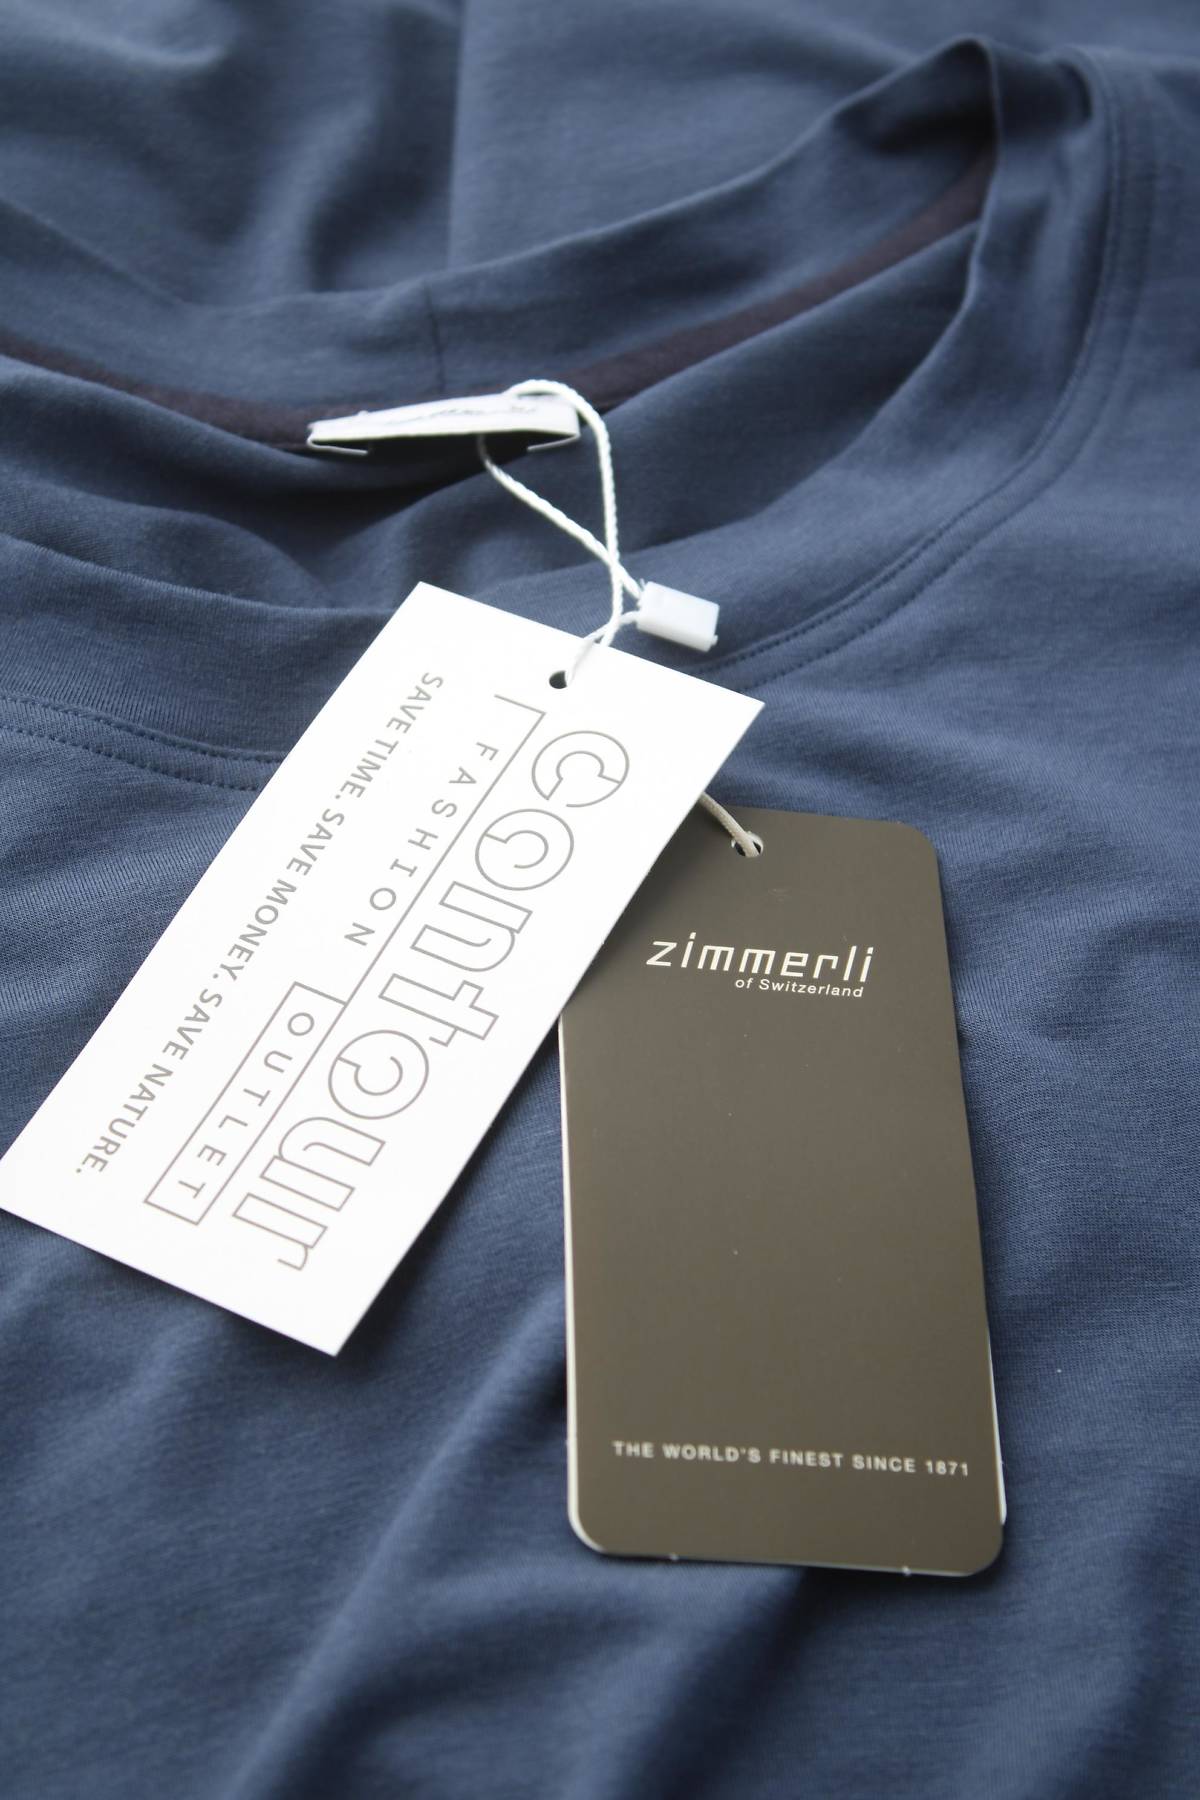 contour
FASHION
OUTLET
SAVE TIME. SAVE MONEY. SAVE NATURE.
zimmerli
of Switzerland
THE WORLD'S FINEST SINCE 1871